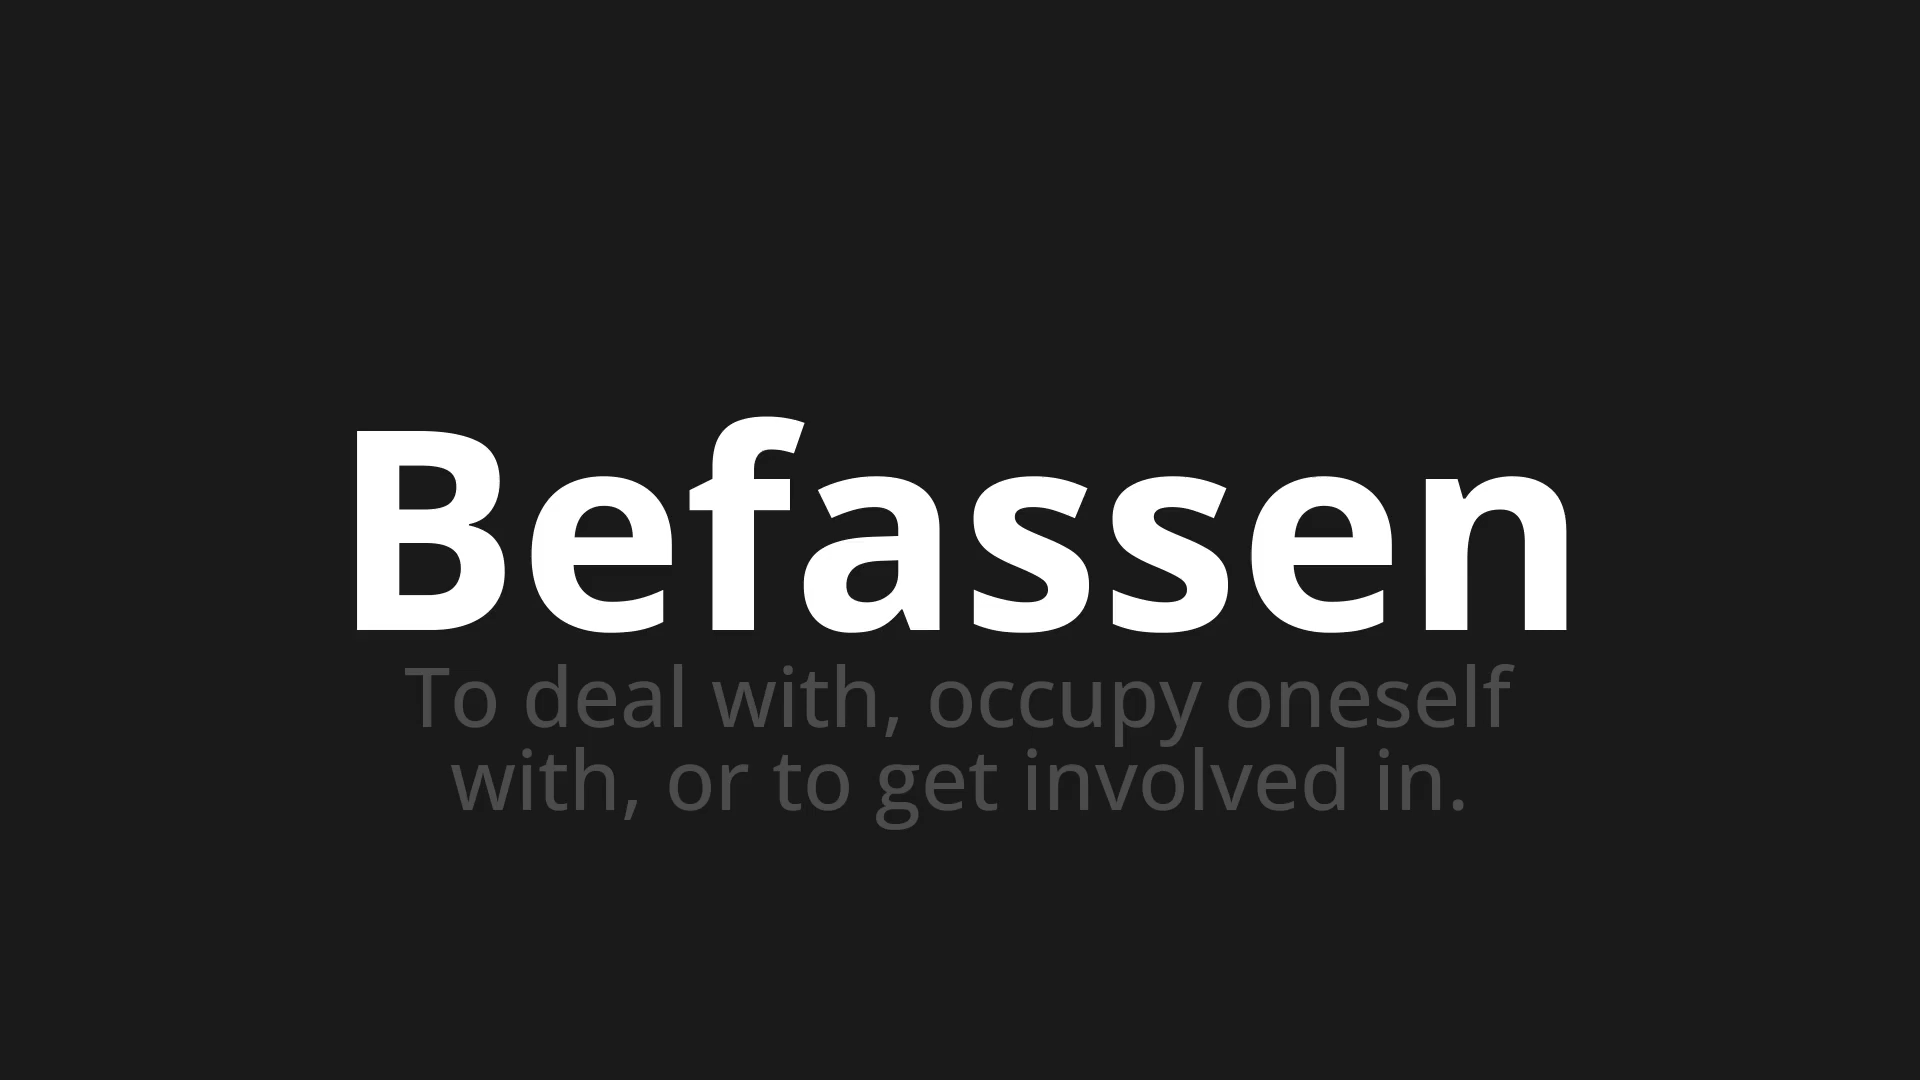 Befassen
To deal with, occupy oneself
with, or to get involved in.